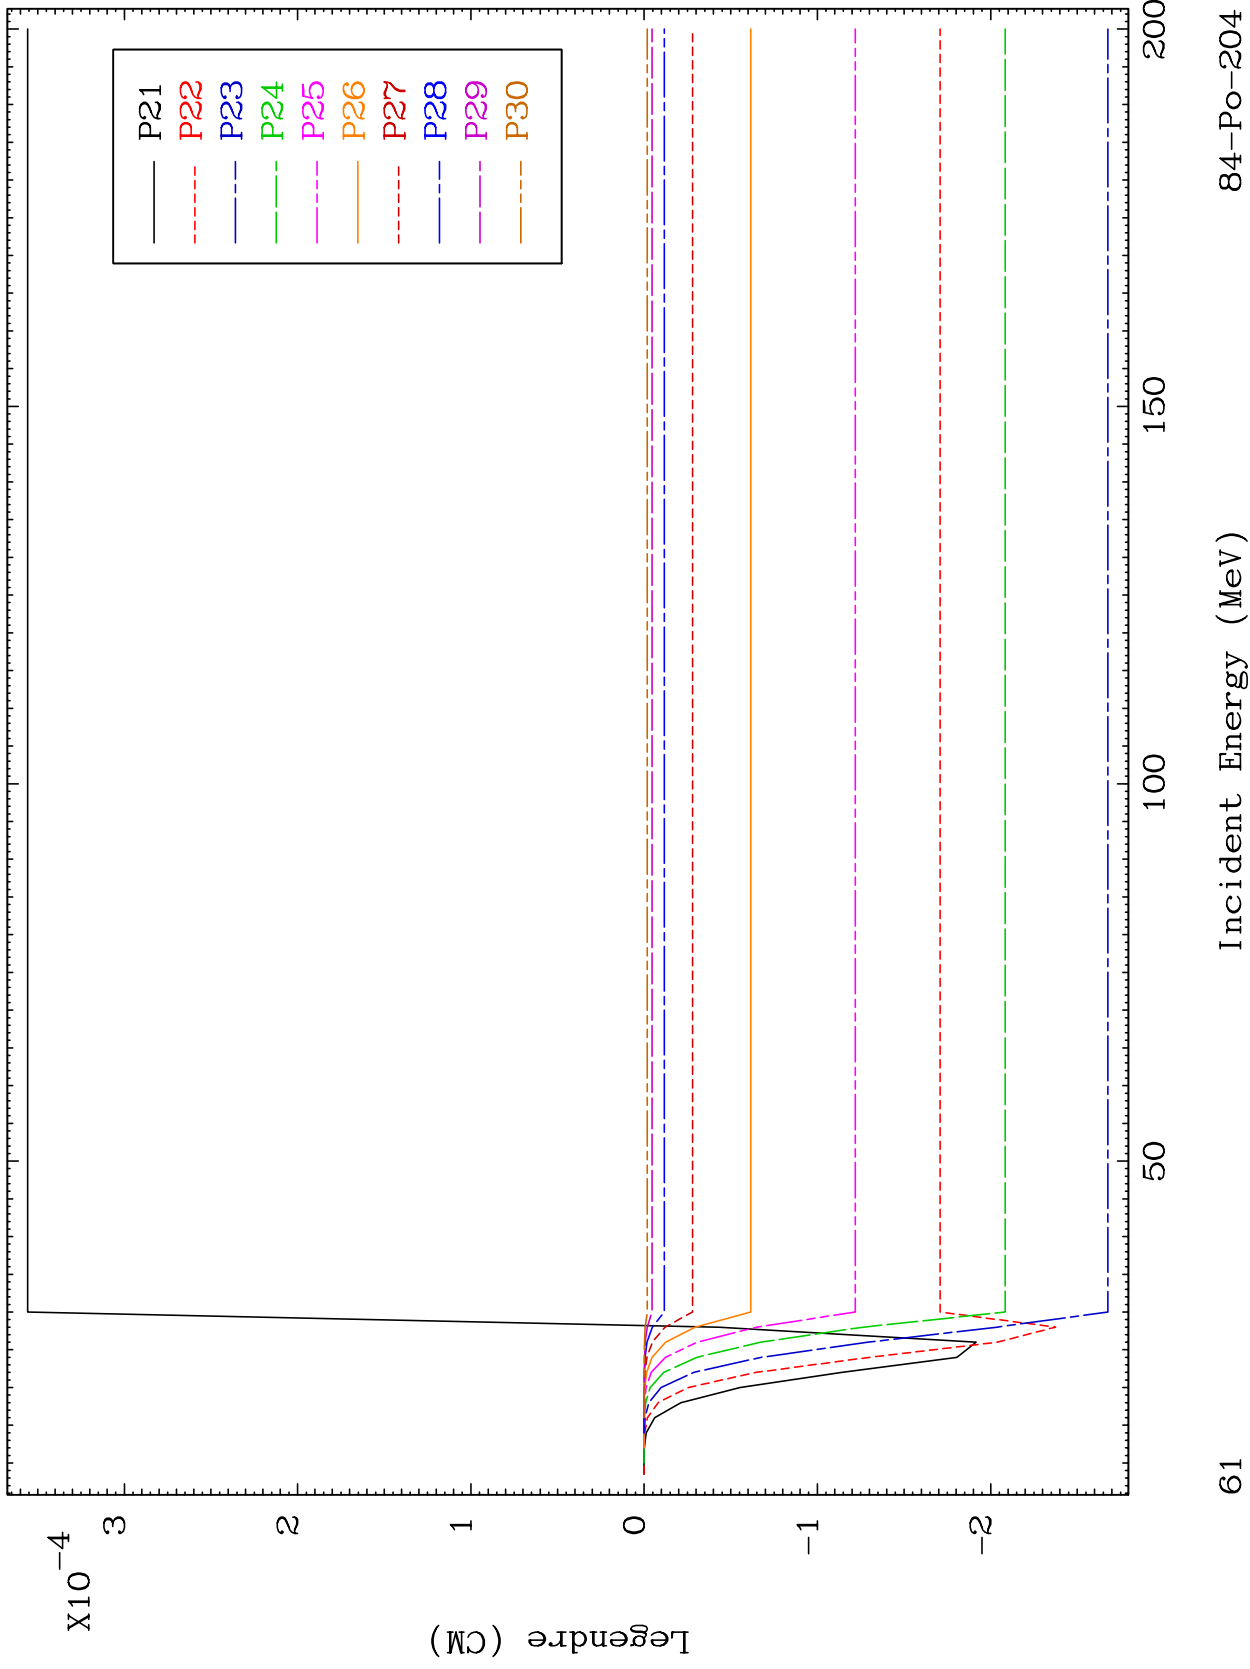 X10-4
3
2
1
0
-1
-2
Legendre (CM)
P21
P22
P23
P24
P25
P26
P27
P28
P29
P30
50
100
150
200
Incident Energy (MeV)
61
84-Po-204